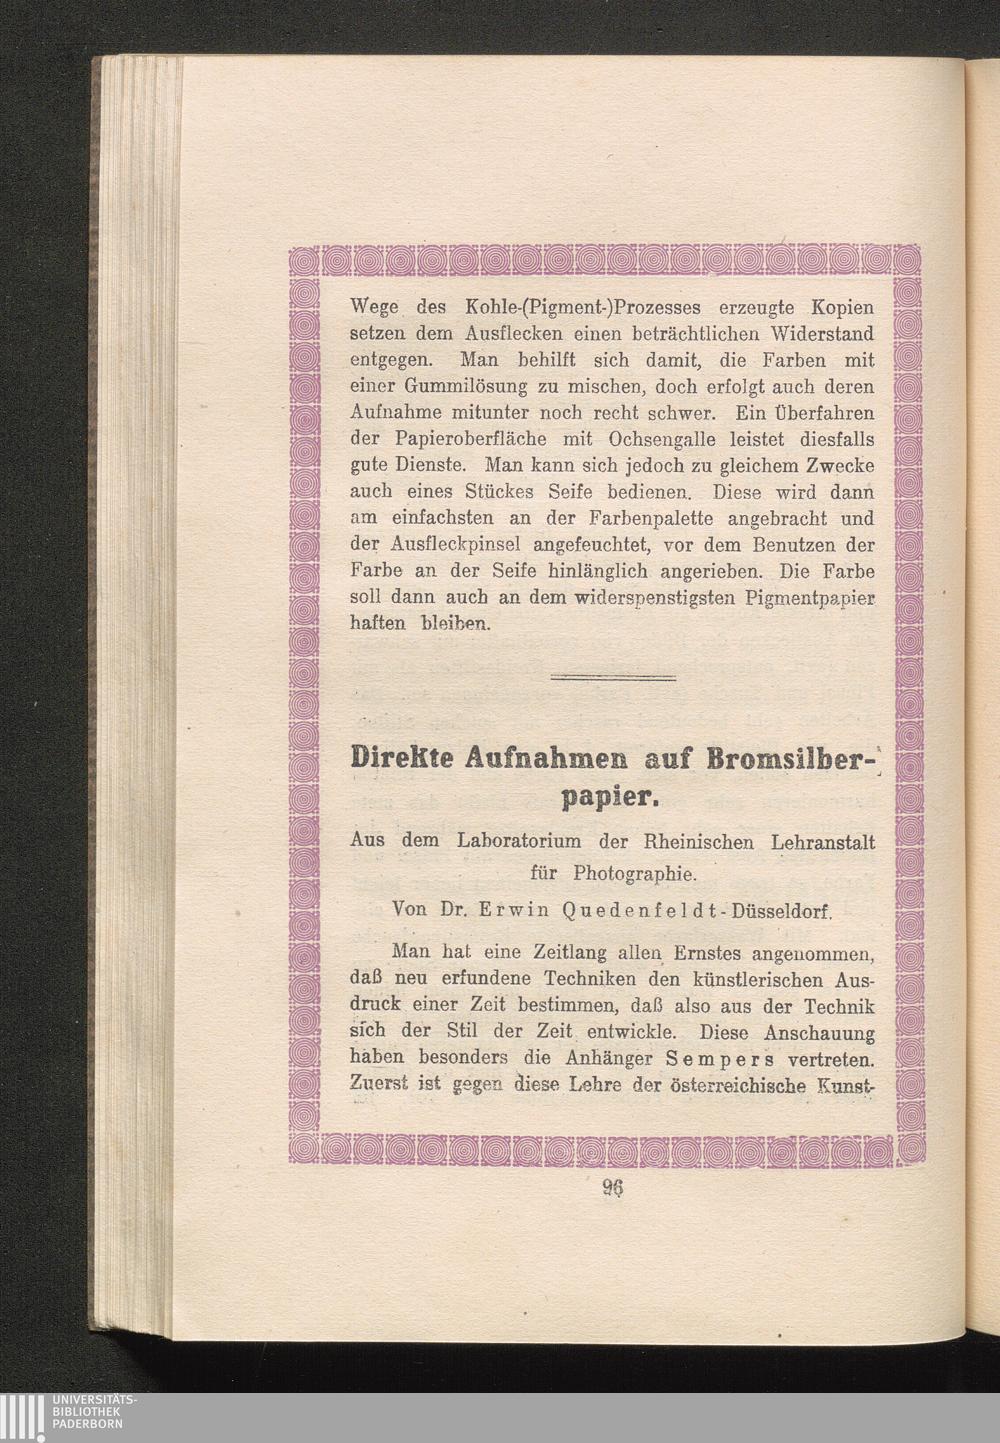 Wege des Kohle-(Pigment-)Prozesses erzeugte Kopien
setzen dem Ausflecken einen beträchtlichen Widerstand
entgegen. Man behilft sich damit, die Farben mit
einer Gummilösung zu mischen, doch erfolgt auch deren
Aufnahme mitunter noch recht schwer. Ein Überfahren
der Papieroberfläche mit Ochsengalle leistet diesfalls
gute Dienste. Man kann sich jedoch zu gleichem Zwecke
auch eines Stückes Seife bedienen. Diese wird dann
am einfachsten an der Farbenpalette angebracht und
der Ausfleckpinsel angefeuchtet, vor dem Benutzen der
Farbe an der Seife hinlänglich angerieben. Die Farbe
soll dann auch an dem widerspenstigsten Pigmentpapier
haften bleiben.
Direkte Aufnahmen auf Bromsilber-
papier.
Aus dem Laboratorium der Rheinischen Lehranstalt
für Photographie.
Von Dr. Erwin Quedenfeldt-Düsseldorf.
Man hat eine Zeitlang allen Ernstes angenommen,
daß neu erfundene Techniken den künstlerischen Aus-
druck einer Zeit bestimmen, daß also aus der Technik
sich der Stil der Zeit entwickle. Diese Anschauung
haben besonders die Anhänger Sempers vertreten.
Zuerst ist gegen diese Lehre der österreichische Kunst-
96
UNIVERSITÄTS-
BIBLIOTHEK
PADERBORN